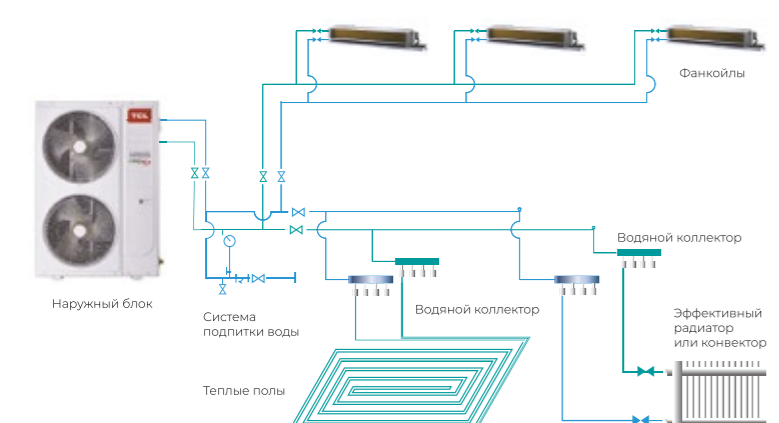 Фанкойлы
TCL
Водяной коллектор
Наружный блок
Водяной коллектор
Система
подпитки воды
Эффективный
радиатор
или конвектор
Теплые полы